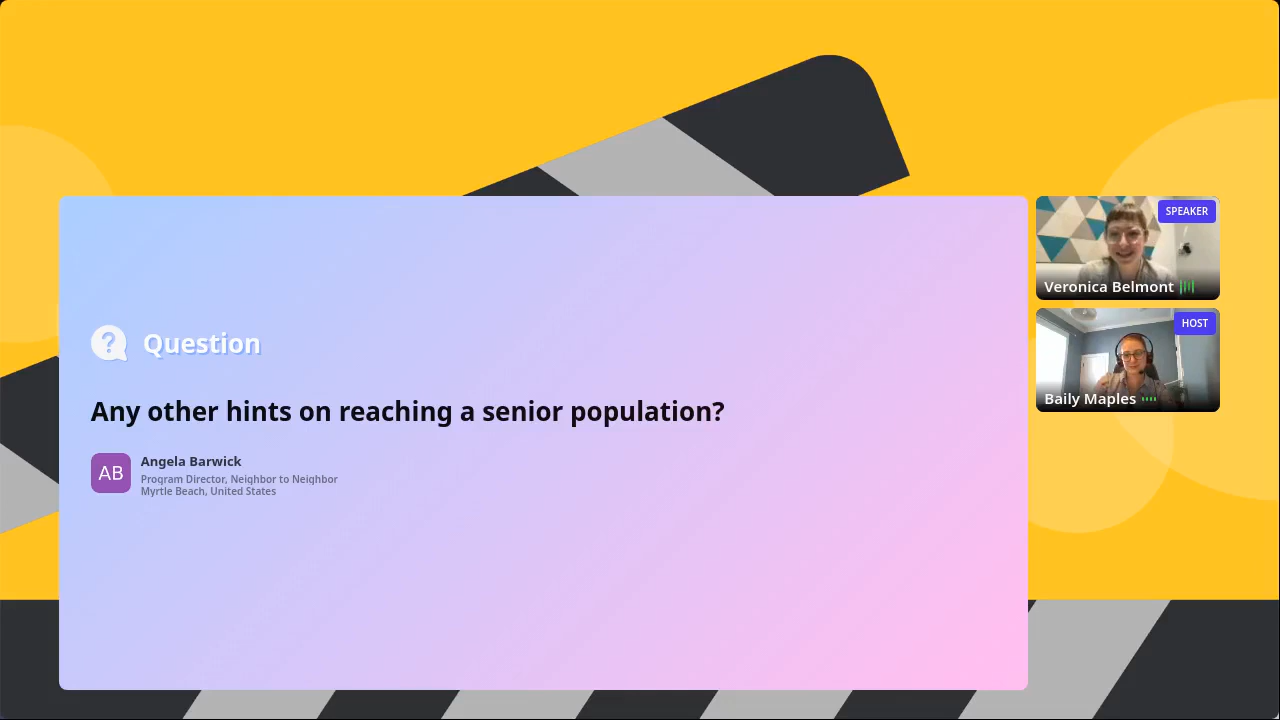 Question
Any other hints on reaching a senior population?
AB
Angela Barwick
Program Director, Neighbor to Neighbor
Myrtle Beach, United States
SPEAKER
Veronica Belmont
HOST
Baily Maples